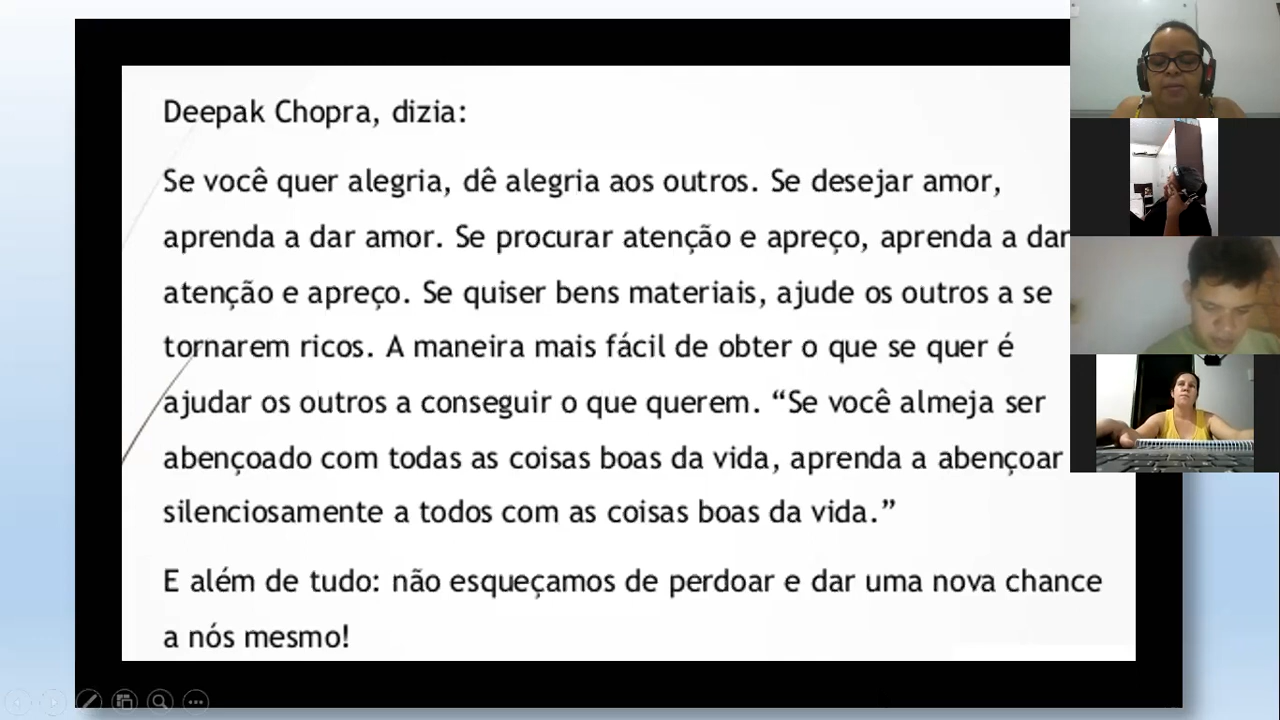 Deepak Chopra, dizia:
Se você quer alegria, dê alegria aos outros. Se desejar amor,
aprenda a dar amor. Se procurar atenção e apreço, aprenda a dar
atenção e apreço. Se quiser bens materiais, ajude os outros a se
tornarem ricos. A maneira mais fácil de obter o que se quer é
ajudar os outros a conseguir o que querem. “Se você almeja ser
abençoado com todas as coisas boas da vida, aprenda a abençoar
silenciosamente a todos com as coisas boas da vida.”
E além de tudo: não esqueçamos de perdoar e dar uma nova chance
a nós mesmo!